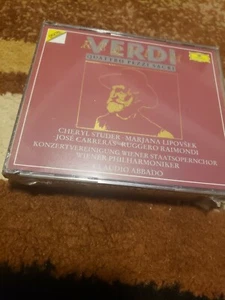 VERDI
QUATTRO PEZZI SACRI
CHERYL STUDER · MARJANA LIPOVŠEK
JOSÉ CARRERAS · RUGGERO RAIMONDI
KONZERTVEREINIGUNG WIENER STAATSOPERNCHOR
WIENER PHILHARMONIKER
CLAUDIO ABBADO